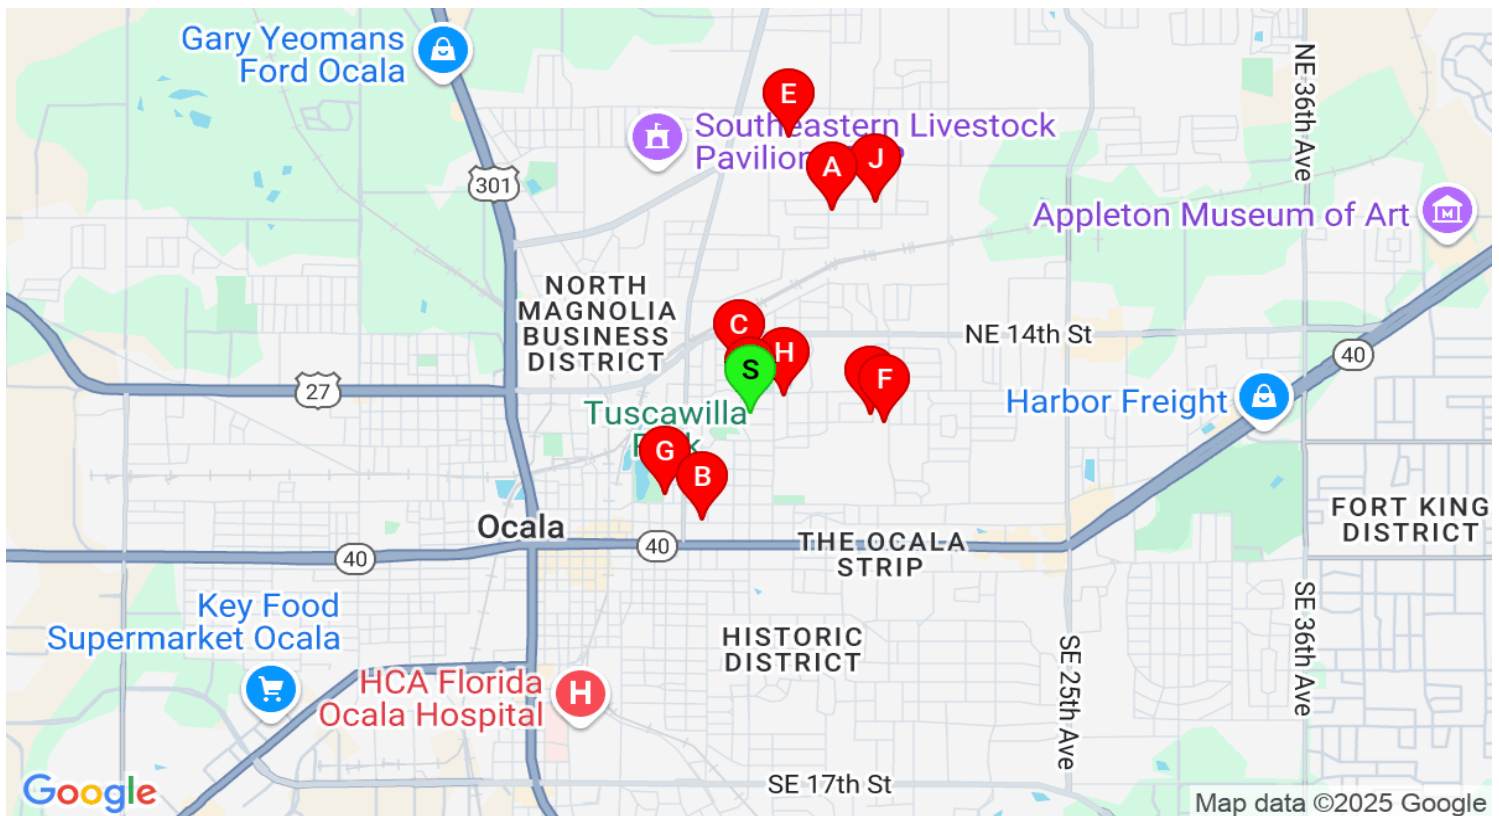 Gary Yeomans
Ford Ocala
E
Southeastern Livestock
A
J
301
NE 36th Ave
Appleton Museum of Art
M
NORTH
MAGNOLIA
BUSINESS
DISTRICT
C
H
S
F
NE 14th St
40
27
Harbor Freight
Tuscawilla
G
B
Ocala
40
THE OCALA
STRIP
FORT KING
DISTRICT
40
Key Food
Supermarket Ocala
HISTORIC
DISTRICT
SE 25th Ave
SE 36th Ave
HCA Florida
Ocala Hospital
H
SE 17th St
Google
Map data ©2025 Google